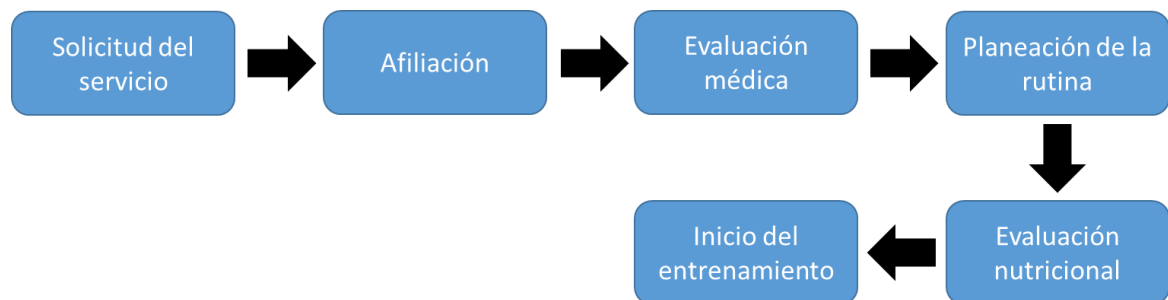 Solicitud del
servicio
Afiliación
Evaluación
médica
Planeación de la
rutina
Evaluación
nutricional
Inicio del
entrenamiento